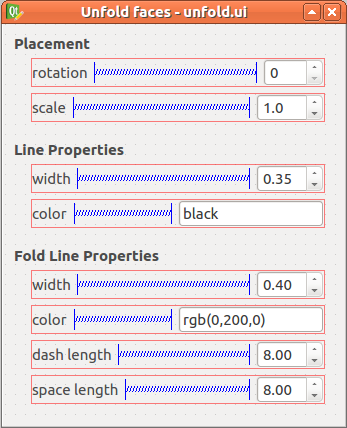 Unfold faces - unfold.ui
Placement
rotation 0
scale 1.0
Line Properties
width 0.35
color black
Fold Line Properties
width 0.40
color rgb(0,200,0)
dash length 8.00
space length 8.00